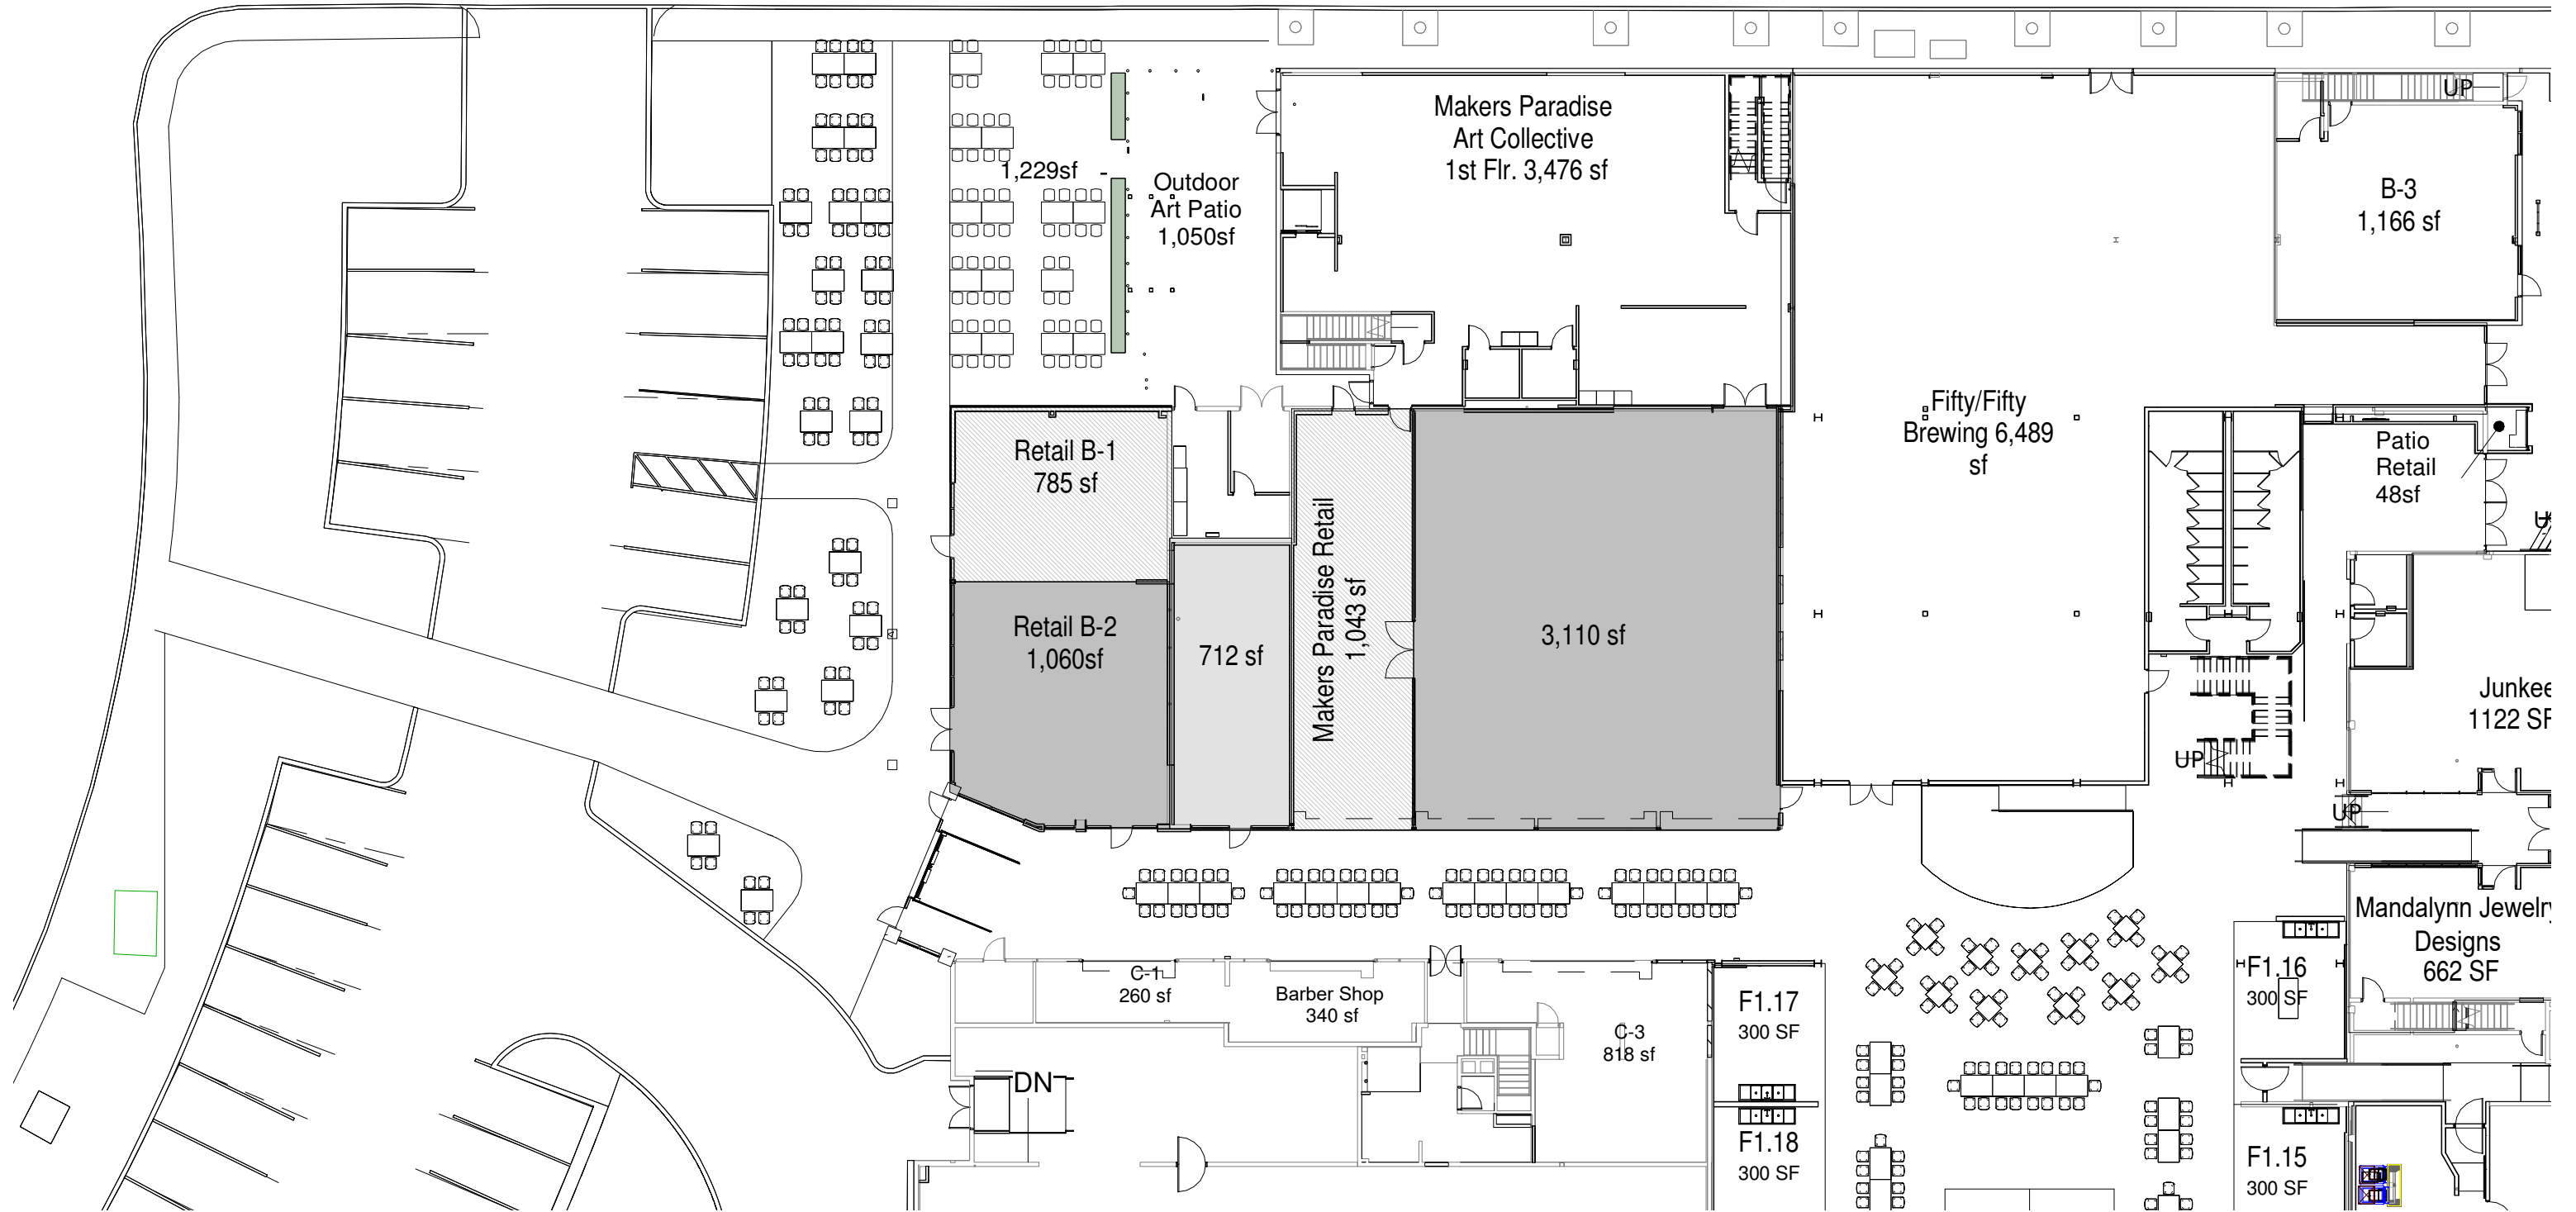 UP
Makers Paradise
Art Collective
1st Flr. 3,476 sf
1,229sf
Outdoor
Art Patio
1,050sf
B-3
1,166 sf
Fifty/Fifty
Brewing 6,489
sf
Retail B-1
785 sf
Patio
Retail
48sf
Makers Paradise Retail
1,043 sf
Retail B-2
1,060sf
712 sf
3,110 sf
Junkee
1122 SF
UP
UP
Mandalynn Jewelry
Designs
662 SF
C-1
260 sf
Barber Shop
340 sf
F1.17
300 SF
F1.16
300 SF
C-3
818 sf
DN
F1.18
300 SF
F1.15
300 SF